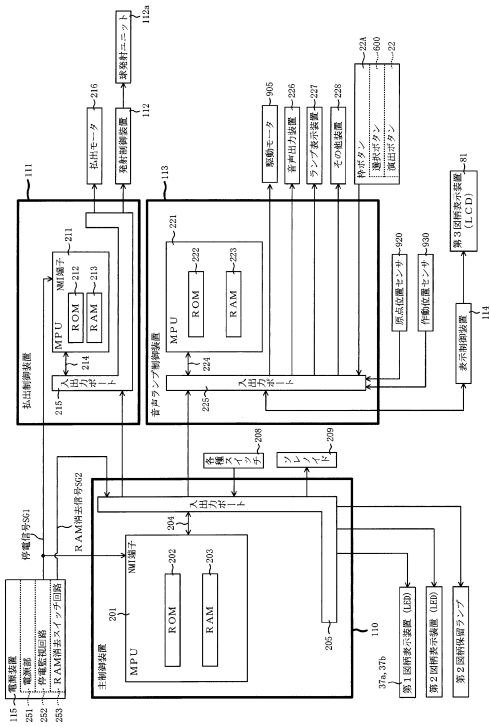 115
電源装置
251
電源部
252
停電監視回路
253
RAM消去スイッチ回路
停電信号SG1
RAM消去信号SG2
払出制御装置
111
215
入出力ポート
214
MPU
NMI端子
211
ROM
212
RAM
213
払出モータ
216
発射制御装置
112
球発射ユニット
112a
音声ランプ制御装置
113
MPU
221
ROM
222
RAM
223
224
225
入出力ポート
駆動モータ
905
音声出力装置
226
ランプ表示装置
227
その他装置
228
枠ボタン
22A
選択ボタン
600
演出ボタン
22
原点位置センサ
920
作動位置センサ
930
表示制御装置
114
第3図柄表示装置
(LCD)
81
主制御装置
110
MPU
201
NMI端子
ROM
202
RAM
203
204
205
入出力ポート
各種スイッチ
208
ソレノイド
209
37a, 37b
第1図柄表示装置(LED)
第2図柄表示装置(LED)
第2図柄保留ランプ